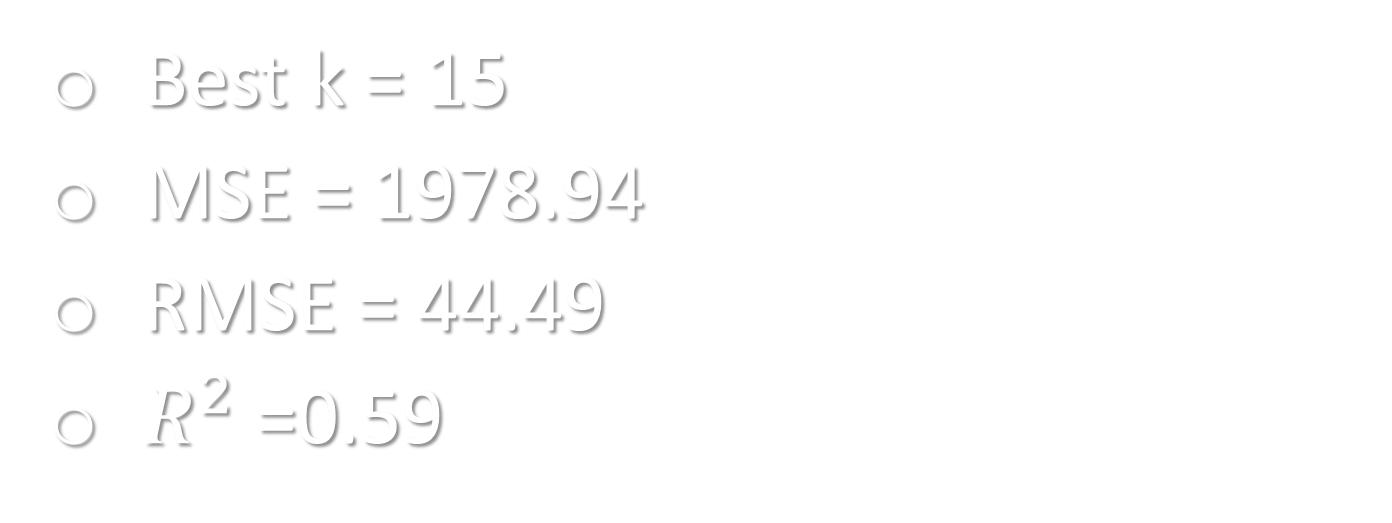 o Best k = 15
o MSE = 1978.94
o RMSE = 44.49
o R² =0.59